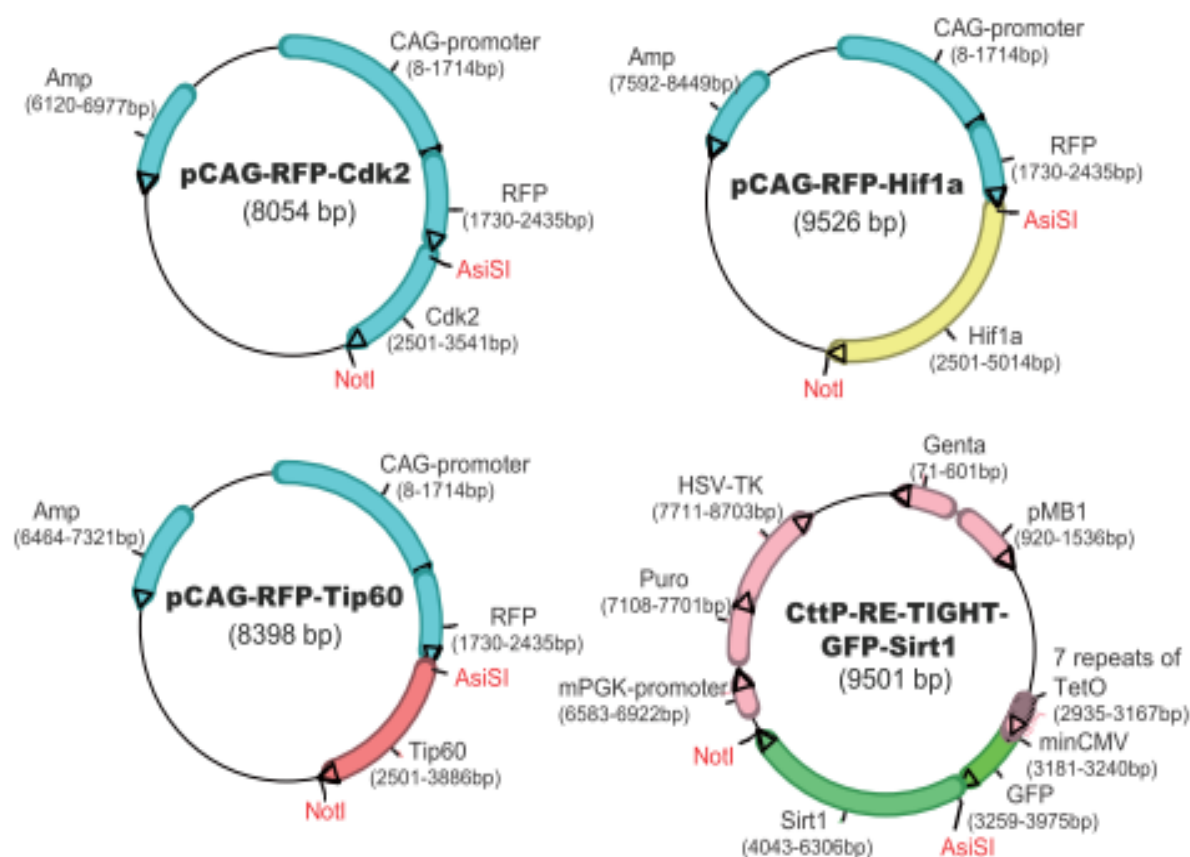 CAG-promoter
(8-1714bp)
Amp
(6120-6977bp)
pCAG-RFP-Cdk2
(8054 bp)
RFP
(1730-2435bp)
AsiSI
Cdk2
(2501-3541bp)
NotI
CAG-promoter
(8-1714bp)
Amp
(7592-8449bp)
pCAG-RFP-Hif1a
(9526 bp)
RFP
(1730-2435bp)
AsiSI
Hif1a
(2501-5014bp)
NotI
CAG-promoter
(8-1714bp)
Amp
(6464-7321bp)
pCAG-RFP-Tip60
(8398 bp)
RFP
(1730-2435bp)
AsiSI
Tip60
(2501-3886bp)
NotI
Genta
(71-601bp)
HSV-TK
(7711-8703bp)
pMB1
(920-1536bp)
Puro
(7108-7701bp)
CttP-RE-TIGHT-
GFP-Sirt1
(9501 bp)
7 repeats of
TetO
(2935-3167bp)
mPGK-promoter
(6583-6922bp)
minCMV
(3181-3240bp)
NotI
GFP
(3259-3975bp)
Sirt1
(4043-6306bp)
AsiSI